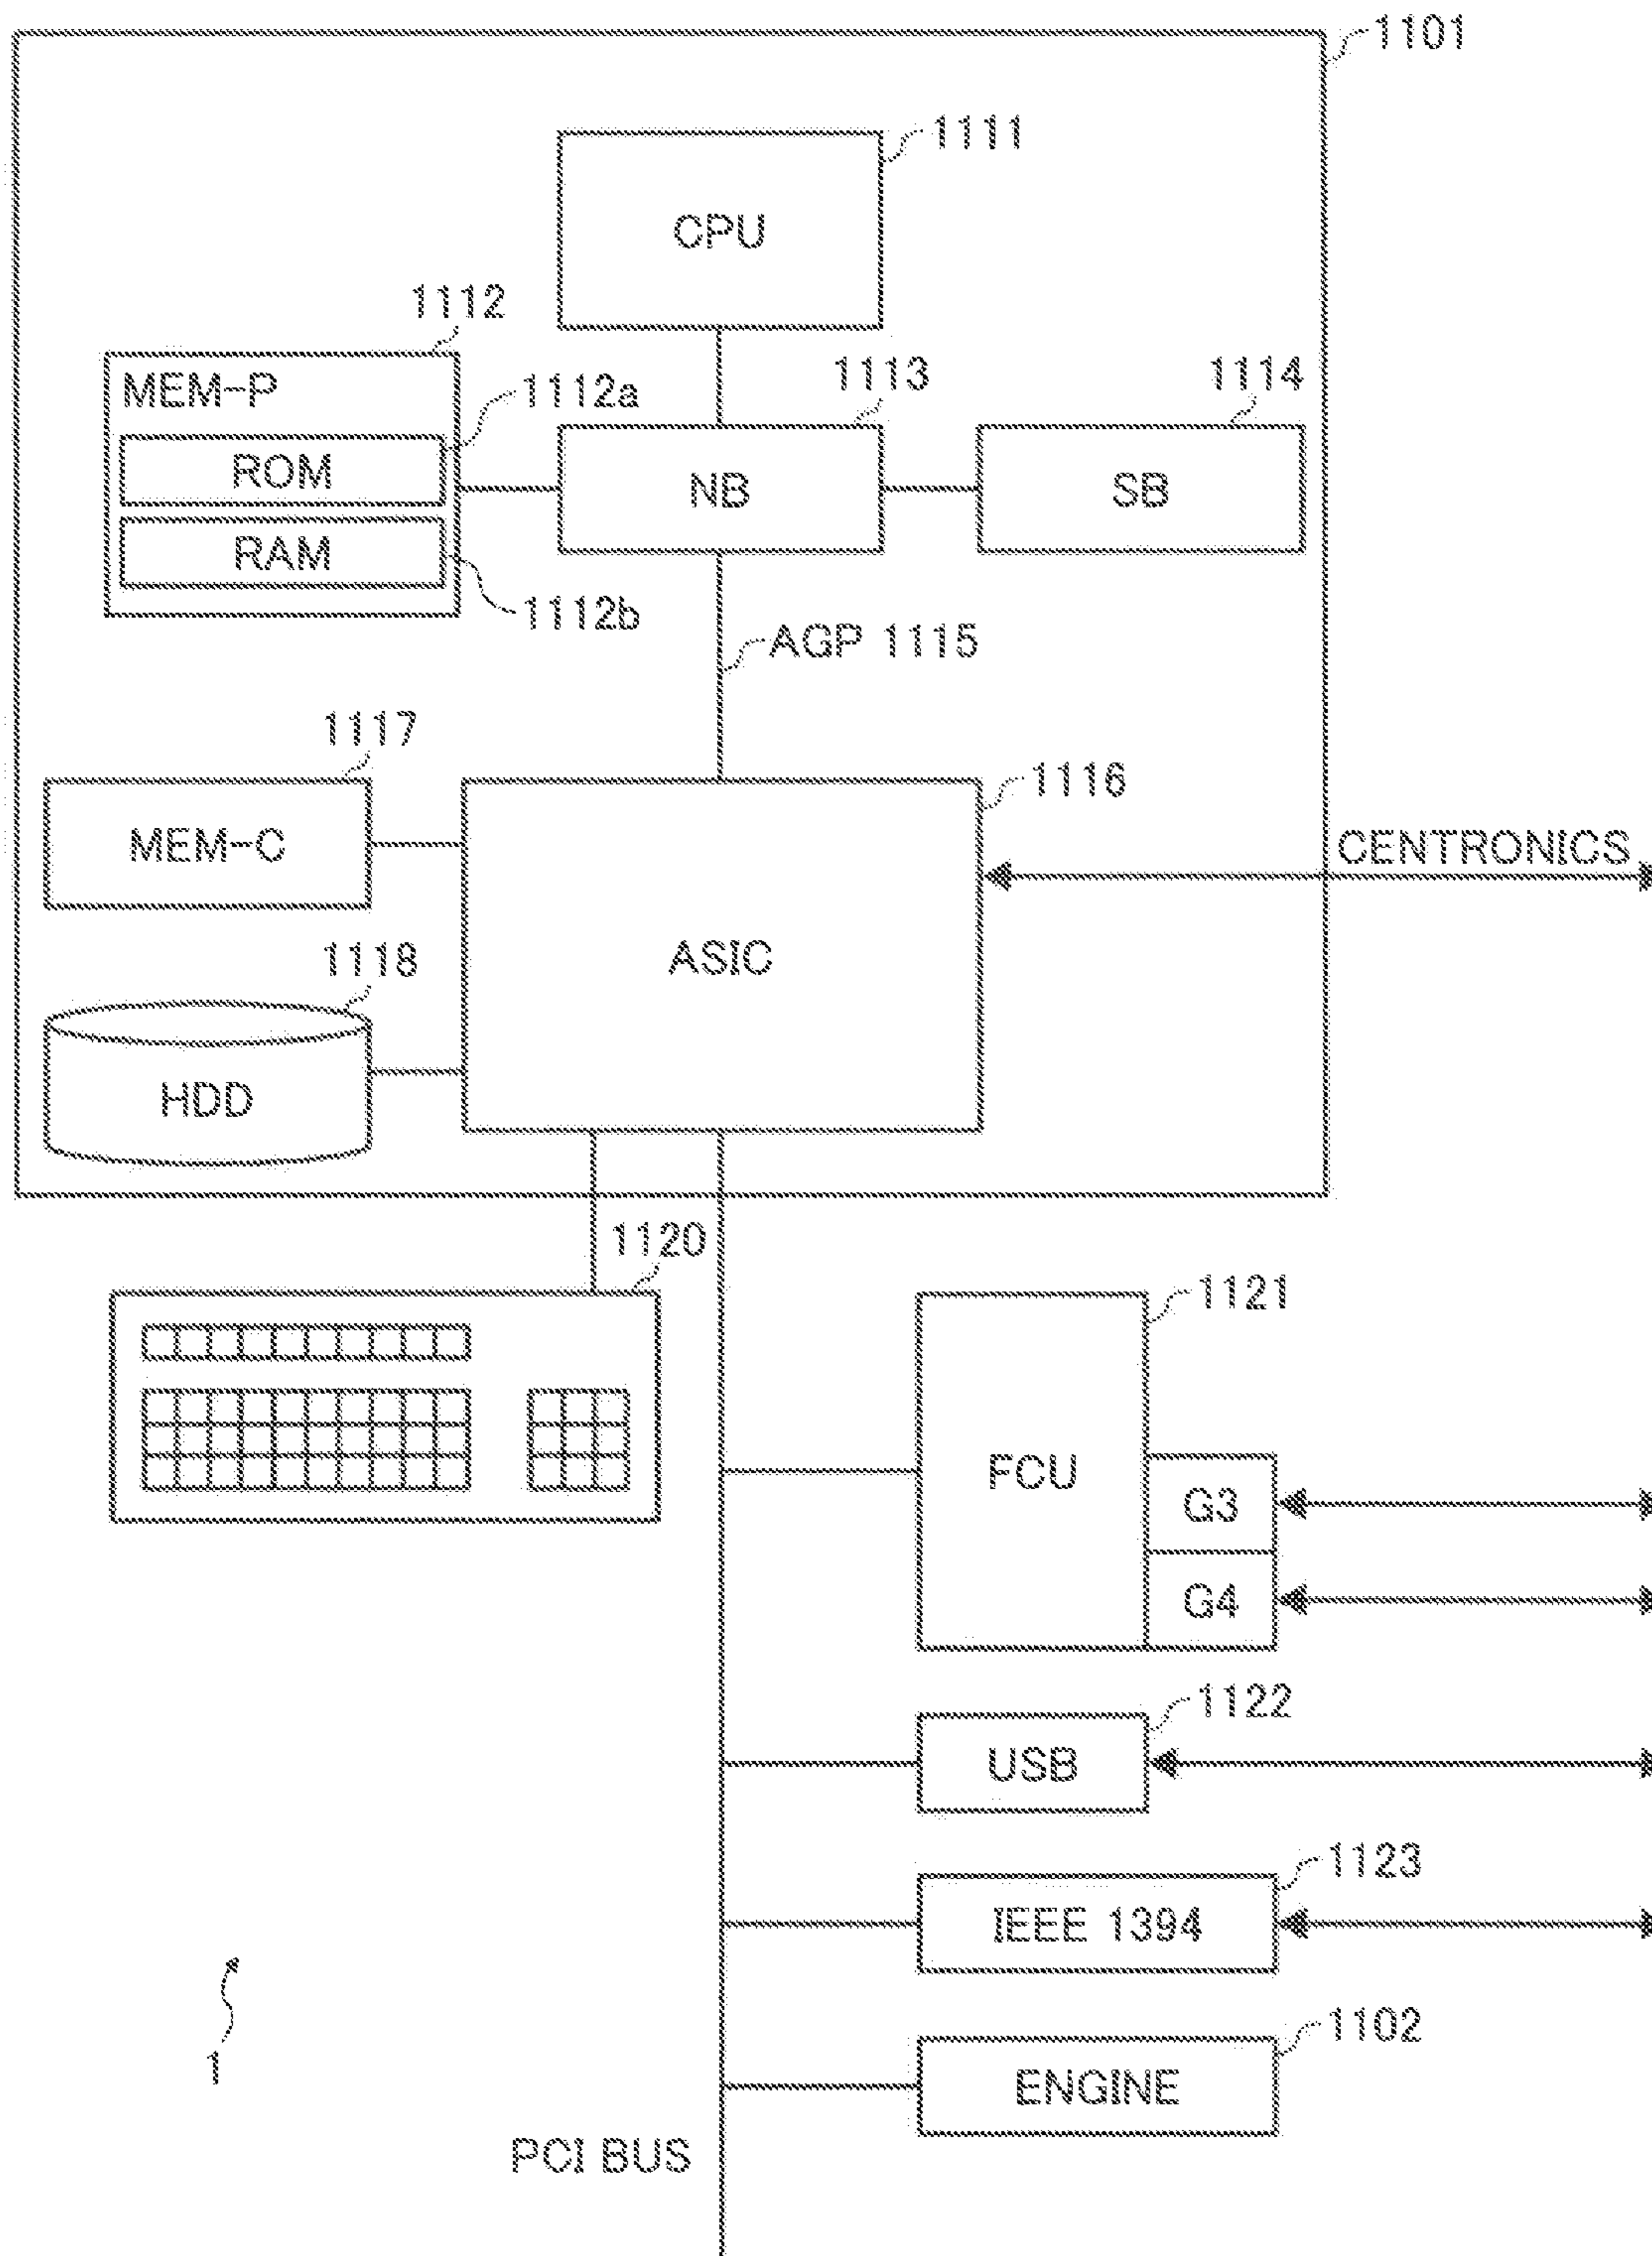 1101
1111
CPU
1112
MEM-P
1112a
1113
1114
ROM
NB
SB
RAM
1112b
AGP 1115
1117
1116
MEM-C
CENTRONICS
ASIC
1118
HDD
1120
1121
FCU
G3
G4
1122
USB
1123
IEEE 1394
1102
1
ENGINE
PCI BUS